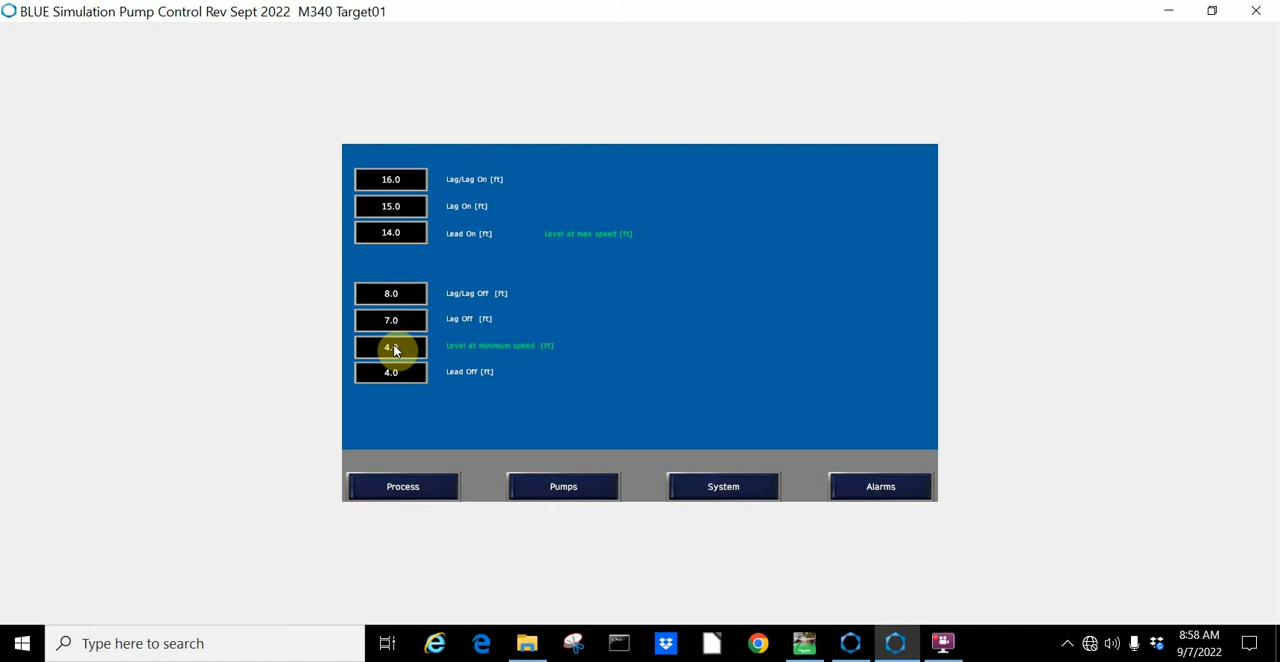 BLUE Simulation Pump Control Rev Sept 2022 M340 Target01
16.0 Lag/Lag On [ft]
15.0 Lag On [ft]
14.0 Lead On [ft] Level at max speed [ft]
8.0 Lag/Lag Off [ft]
7.0 Lag Off [ft]
Level at minimum speed [ft]
4.0 Lead Off [ft]
Process Pumps System Alarms
Type here to search
8:58 AM
9/7/2022